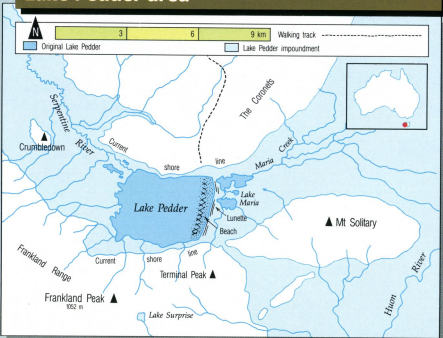 N
3
6
9 km
Walking track
Original Lake Pedder
Lake Pedder impoundment
Serpentine
River
Crumbledown
Current
shore
line
The Coronets
Maria
Creek
Lake Pedder
Lake
Maria
Lunette
Beach
Mt Solitary
Frankland
Range
Current
shore
line
Terminal Peak
Frankland Peak
1052 m
Lake Surprise
Huon
River